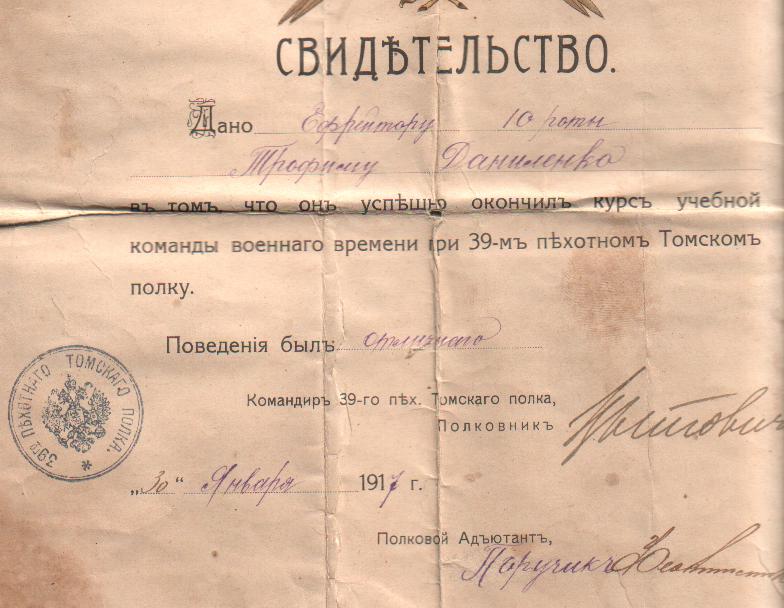 СВИДѢТЕЛЬСТВО.
Дано Ефрейтору 10 роты
Трофиму Даниленко
въ томъ, что онъ успѣшно окончилъ курсъ учебной
команды военнаго времени при 39-мъ пѣхотномъ Томскомъ
полку.
Поведенія былъ отличнаго
39го ПѢХОТНАГО ТОМСКАГО ПОЛКА.
Командиръ 39-го пѣх. Томскаго полка,
Полковникъ
„30“ Января 1917 г.
Полковой Адъютантъ,
Поручикъ